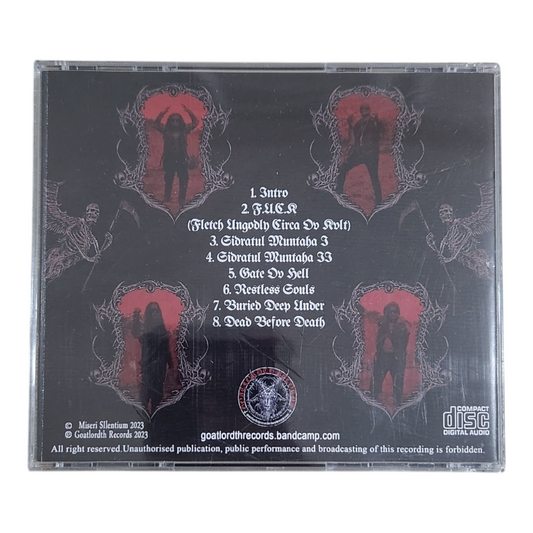 1. Intro
2. F.U.C.K
(Fletch Ungodly Circa Ov Kvlt)
3. Sidratul Muntaha I
4. Sidratul Muntaha II
5. Gate Ov Hell
6. Restless Souls
7. Buried Deep Under
8. Dead Before Death
© Miseri SIlentium 2023
℗ Goatlordth Records 2023
goatlordthrecords.bandcamp.com
COMPACT
disc
DIGITAL AUDIO
All right reserved.Unauthorised publication, public performance and broadcasting of this recording is forbidden.